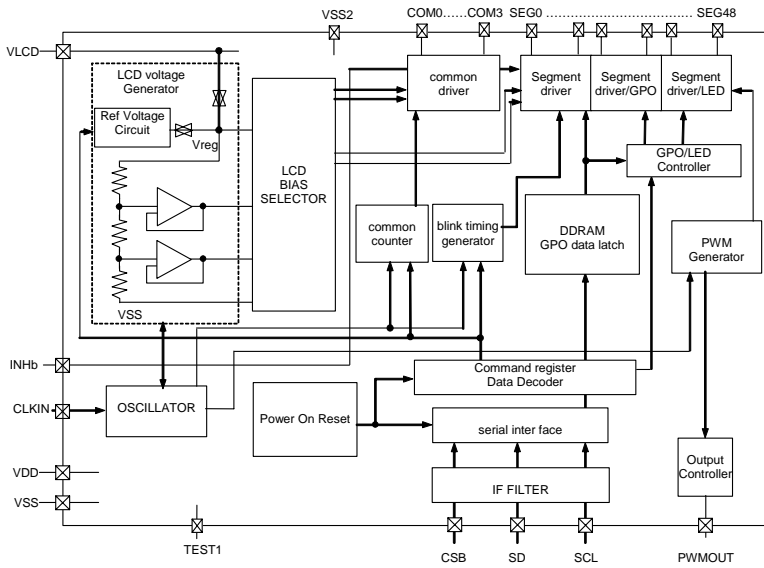 VSS2
COM0......COM3
SEG0 ........................... SEG48
VLCD
LCD voltage
Generator
Ref Voltage
Circuit
Vreg
VSS
LCD
BIAS
SELECTOR
common
driver
Segment
driver
Segment
driver/GPO
Segment
driver/LED
GPO/LED
Controller
common
counter
blink timing
generator
DDRAM
GPO data latch
PWM
Generator
INHb
CLKIN
OSCILLATOR
Power On Reset
Command register
Data Decoder
serial inter face
IF FILTER
Output
Controller
VDD
VSS
TEST1
CSB
SD
SCL
PWMOUT